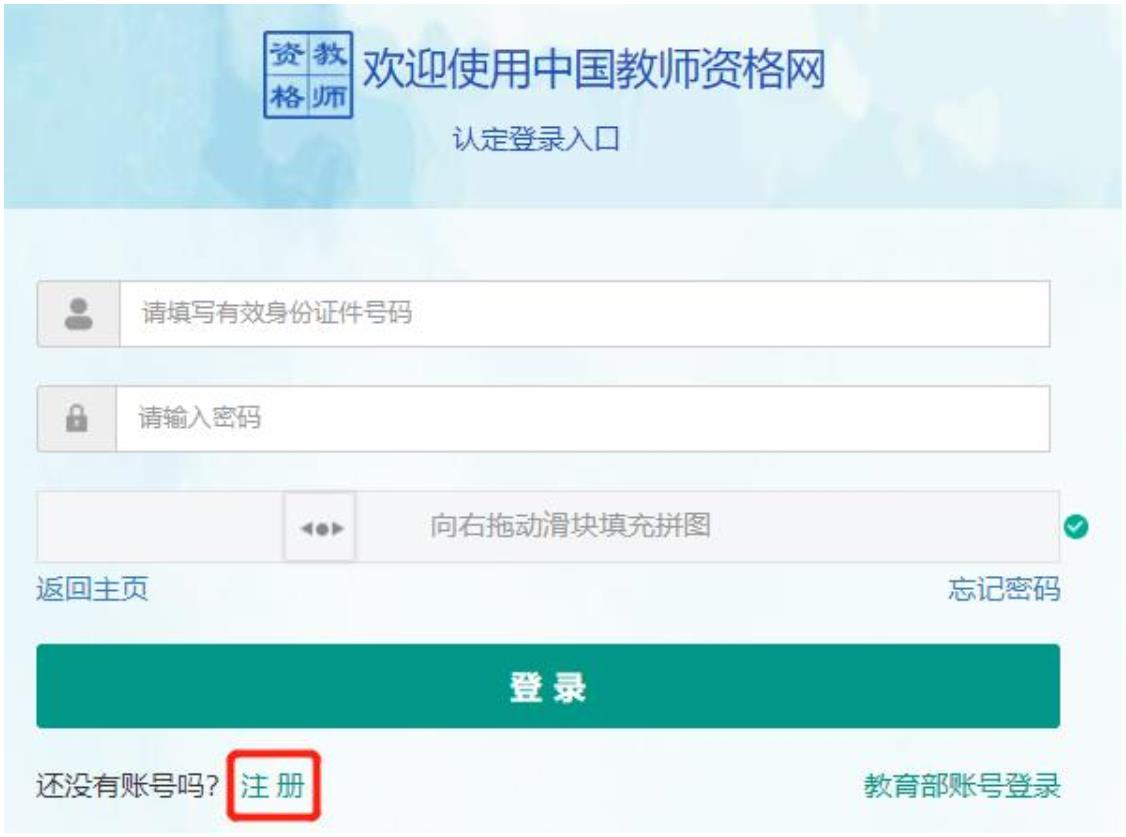 资教
格师
欢迎使用中国教师资格网
认定登录入口
请填写有效身份证件号码
请输入密码
向右拖动滑块填充拼图
返回主页 忘记密码
登录
还没有账号吗? 注册 教育部账号登录